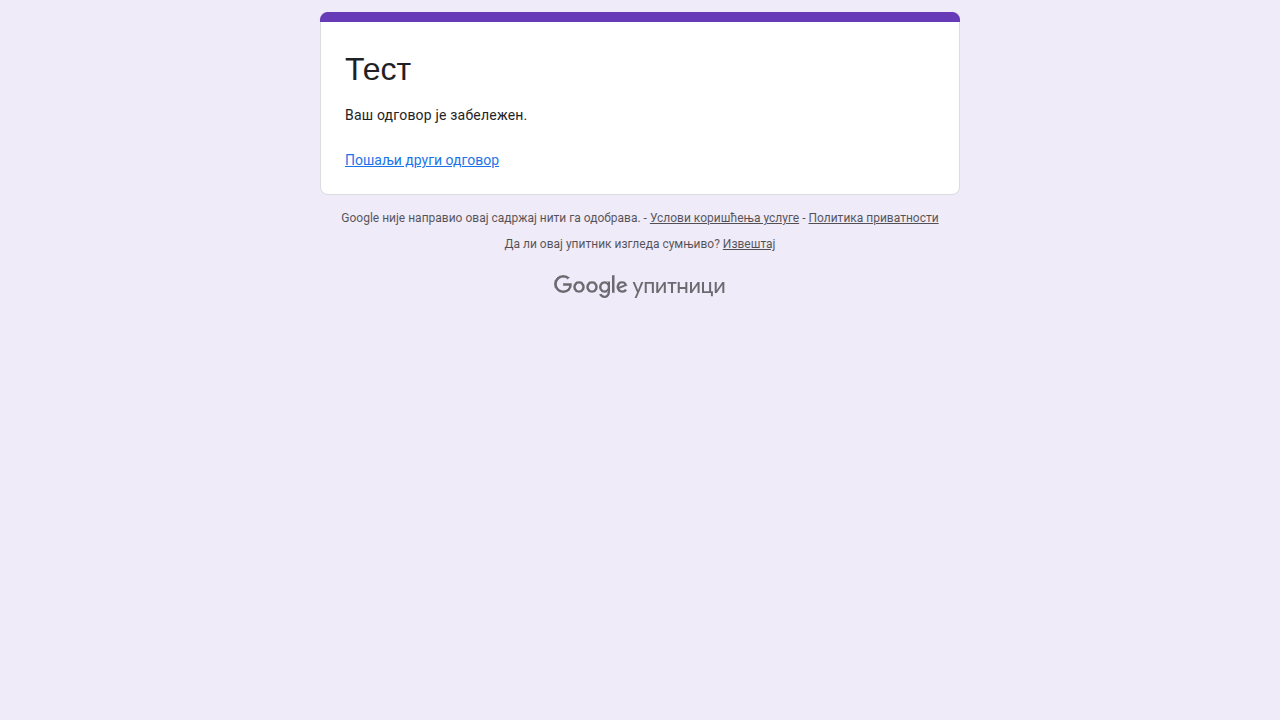 Тест
Ваш одговор је забележен.
Пошаљи други одговор
Google није направио овај садржај нити га одобрава. - Услови коришћења услуге - Политика приватности
Да ли овај упитник изгледа сумњиво? Извештај
Google упитници